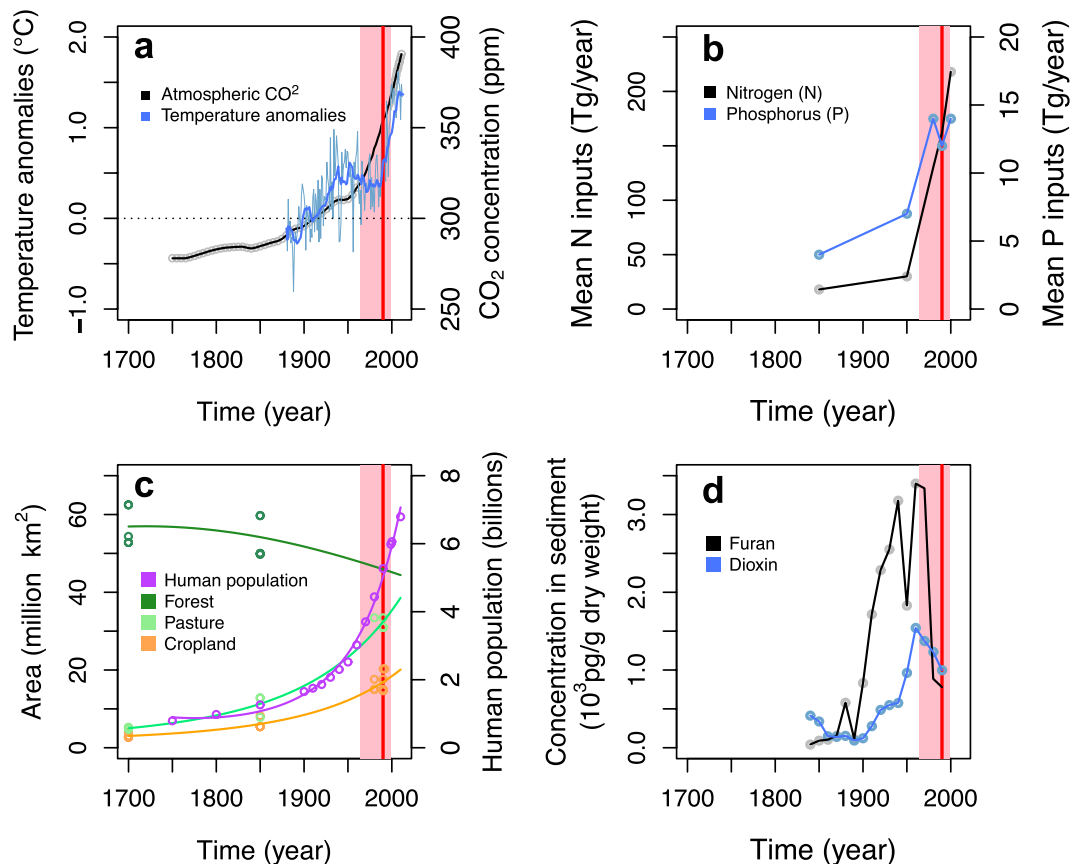 a
Atmospheric CO²
Temperature anomalies
Temperature anomalies (°C)
−1.0
0.0
1.0
2.0
CO₂ concentration (ppm)
250
300
350
400
1700
1800
1900
2000
Time (year)
b
Nitrogen (N)
Phosphorus (P)
Mean N inputs (Tg/year)
0
50
100
200
Mean P inputs (Tg/year)
0
5
10
15
20
1700
1800
1900
2000
Time (year)
c
Human population
Forest
Pasture
Cropland
Area (million km²)
0
20
40
60
Human population (billions)
0
2
4
6
8
1700
1800
1900
2000
Time (year)
d
Furan
Dioxin
Concentration in sediment
(10³pg/g dry weight)
0.0
1.0
2.0
3.0
1700
1800
1900
2000
Time (year)